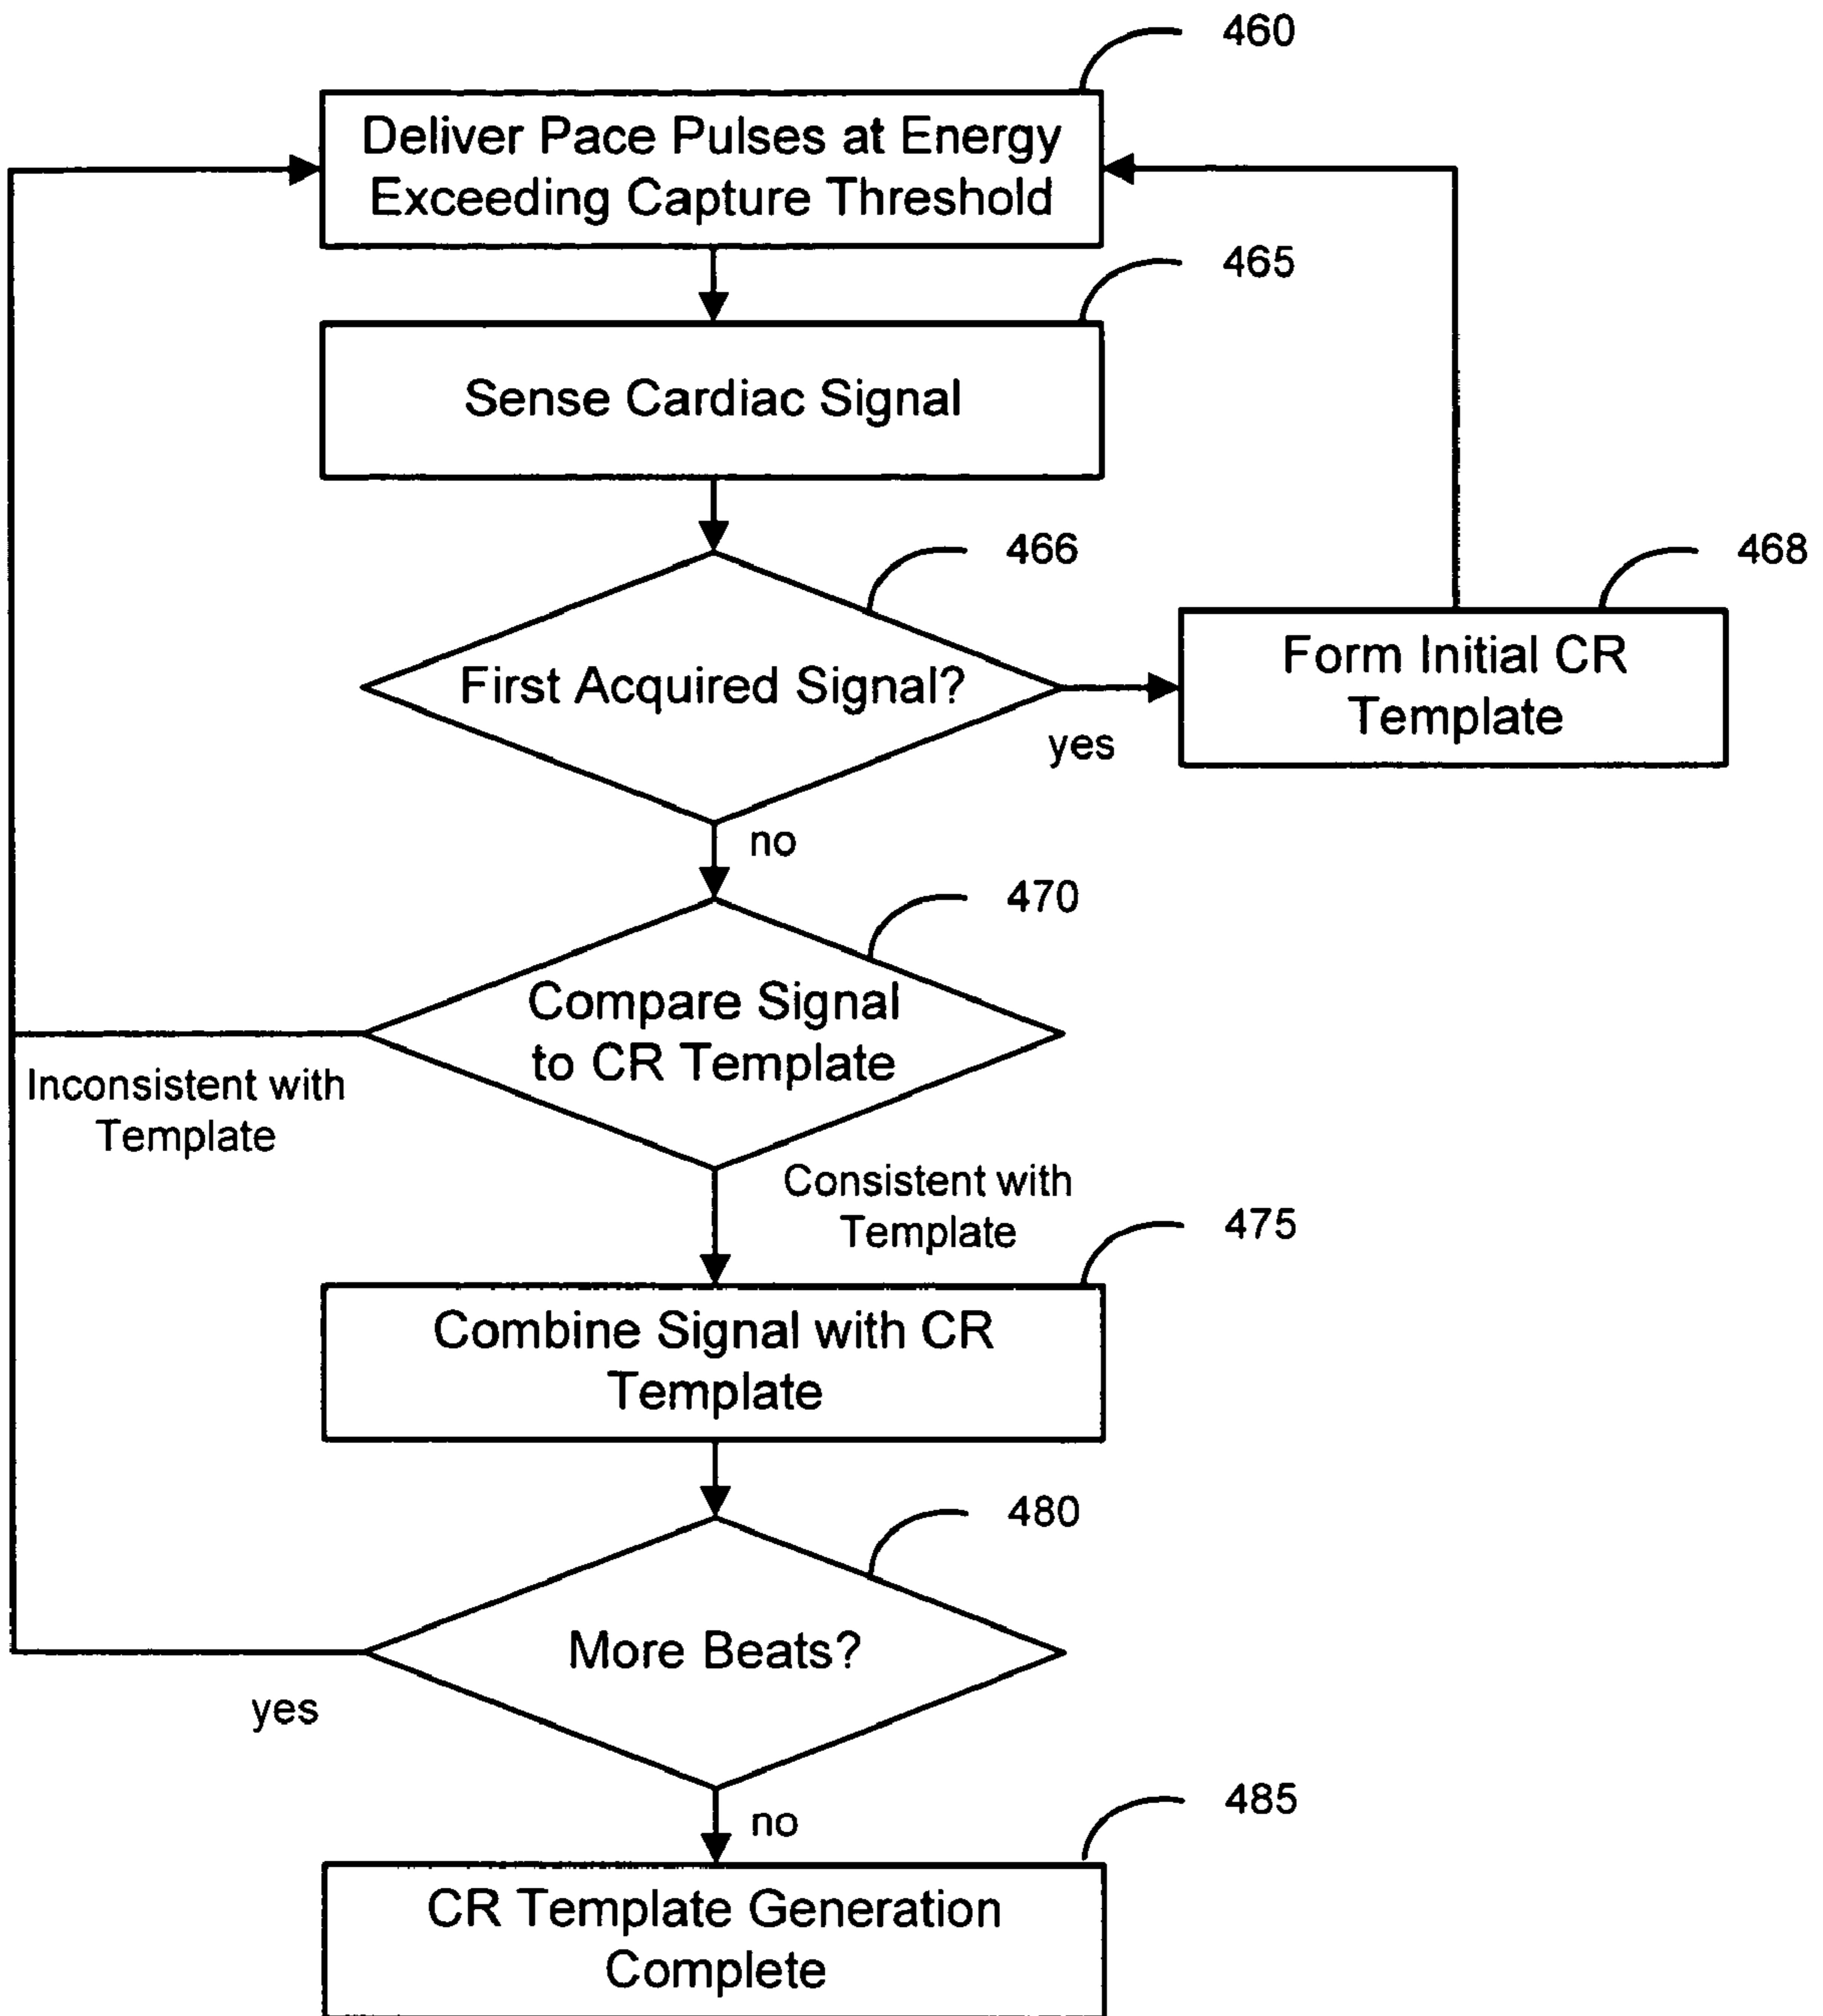 460
Deliver Pace Pulses at Energy
Exceeding Capture Threshold
465
Sense Cardiac Signal
466
468
First Acquired Signal?
Form Initial CR
Template
yes
no
470
Compare Signal
to CR Template
Inconsistent with
Template
Consistent with
Template
475
Combine Signal with CR
Template
480
More Beats?
yes
no
485
CR Template Generation
Complete